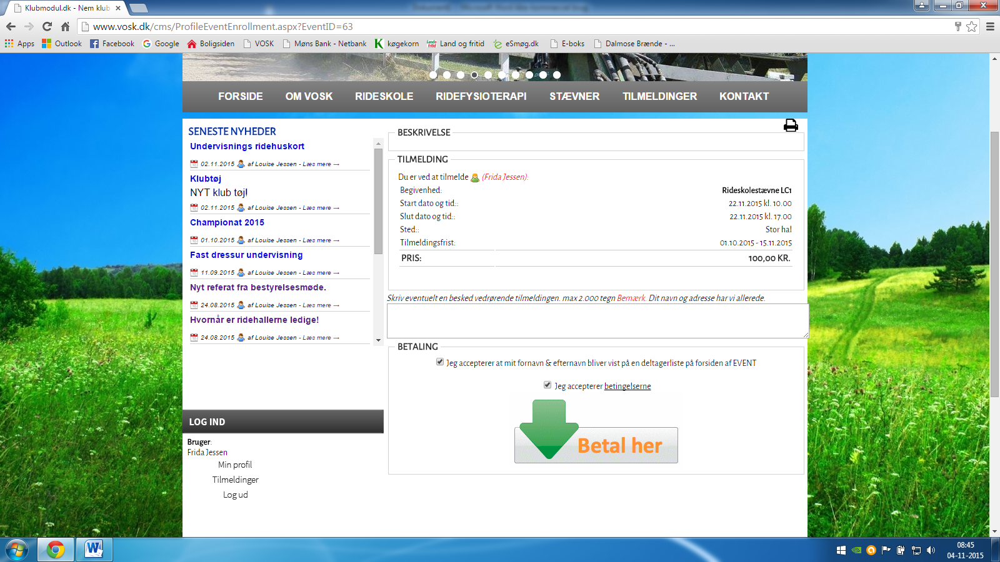 Klubmodul.dk - Nem klub
www.vosk.dk/cms/ProfileEventEnrollment.aspx?EventID=63
Apps Outlook Facebook Google Boligsiden VOSK Møns Bank - Netbank køgekorn Land og fritid eSmøg.dk E-boks Dalmose Brænde - ...
FORSIDE OM VOSK RIDESKOLE RIDEFYSIOTERAPI STÆVNER TILMELDINGER KONTAKT
SENESTE NYHEDER
Undervisnings ridehuskort
02.11.2015 af Louise Jessen - Læs mere →
Klubtøj
NYT klub tøj!
02.11.2015 af Louise Jessen - Læs mere →
Championat 2015
01.10.2015 af Louise Jessen - Læs mere →
Fast dressur undervisning
11.09.2015 af Louise Jessen - Læs mere →
Nyt referat fra bestyrelsesmøde.
24.08.2015 af Louise Jessen - Læs mere →
Hvornår er ridehallerne ledige!
24.08.2015 af Louise Jessen - Læs mere →
LOG IND
Bruger:
Frida Jessen
Min profil
Tilmeldinger
Log ud
BESKRIVELSE
TILMELDING
Du er ved at tilmelde (Frida Jessen):
Begivenhed: Rideskolestævne LC1
Start dato og tid:: 22.11.2015 kl. 10.00
Slut dato og tid:: 22.11.2015 kl. 17.00
Sted:: Stor hal
Tilmeldingsfrist: 01.10.2015 - 15.11.2015
PRIS: 100,00 KR.
Skriv eventuelt en besked vedrørende tilmeldingen. max 2.000 tegn Bemærk. Dit navn og adresse har vi allerede.
BETALING
Jeg accepterer at mit fornavn & efternavn bliver vist på en deltagerliste på forsiden af EVENT
Jeg accepterer betingelserne
Betal her
08:45
04-11-2015